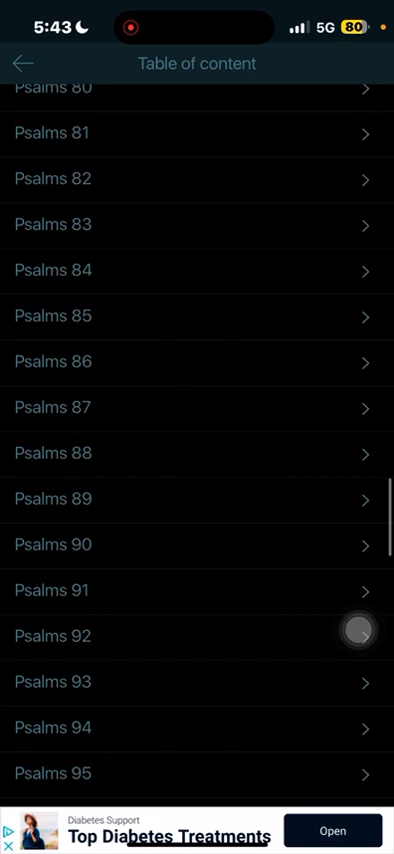 5:43
5G
80
Table of content
Psalms 80
Psalms 81
Psalms 82
Psalms 83
Psalms 84
Psalms 85
Psalms 86
Psalms 87
Psalms 88
Psalms 89
Psalms 90
Psalms 91
Psalms 92
Psalms 93
Psalms 94
Psalms 95
Diabetes Support
Top Diabetes Treatments
Open